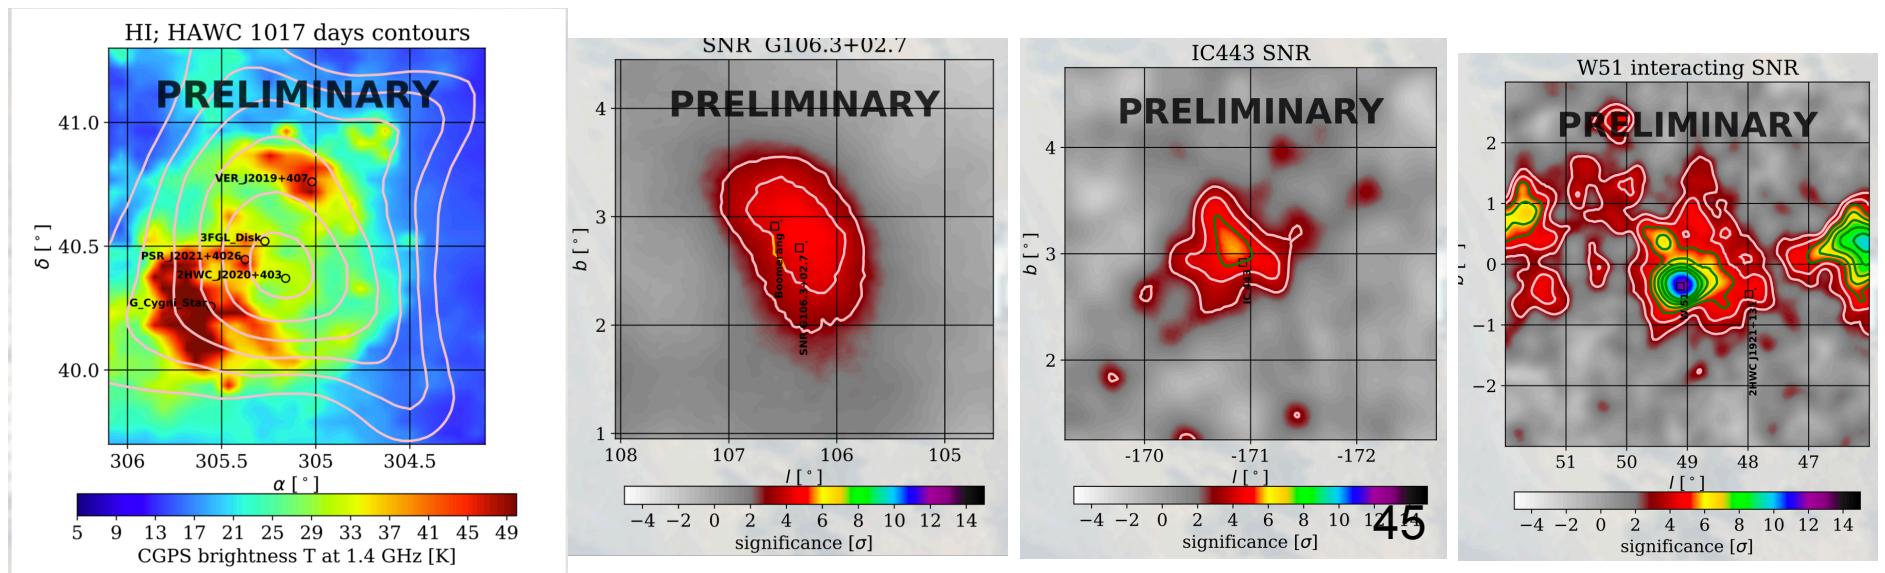 HI; HAWC 1017 days contours
PRELIMINARY
41.0
40.5
40.0
δ [°]
VER_J2019+407
3FGL_Disk
PSR_J2021+4026
2HWC_J2020+403
G_Cygni_Star
306 305.5 305 304.5
α [°]
5 9 13 17 21 25 29 33 37 41 45 49
CGPS brightness T at 1.4 GHz [K]
SNR G106.3+02.7
PRELIMINARY
4
3
2
1
b [°]
Boomerang
SNR G106.3+02.7
108 107 106 105
l [°]
−4 −2 0 2 4 6 8 10 12 14
significance [σ]
IC443 SNR
PRELIMINARY
4
3
2
b [°]
IC 443
-170 -171 -172
l [°]
−4 −2 0 2 4 6 8 10 12 14
45
significance [σ]
W51 interacting SNR
PRELIMINARY
2
1
0
−1
−2
W51
2HWC J1921+131
51 50 49 48 47
l [°]
−4 −2 0 2 4 6 8 10 12 14
significance [σ]